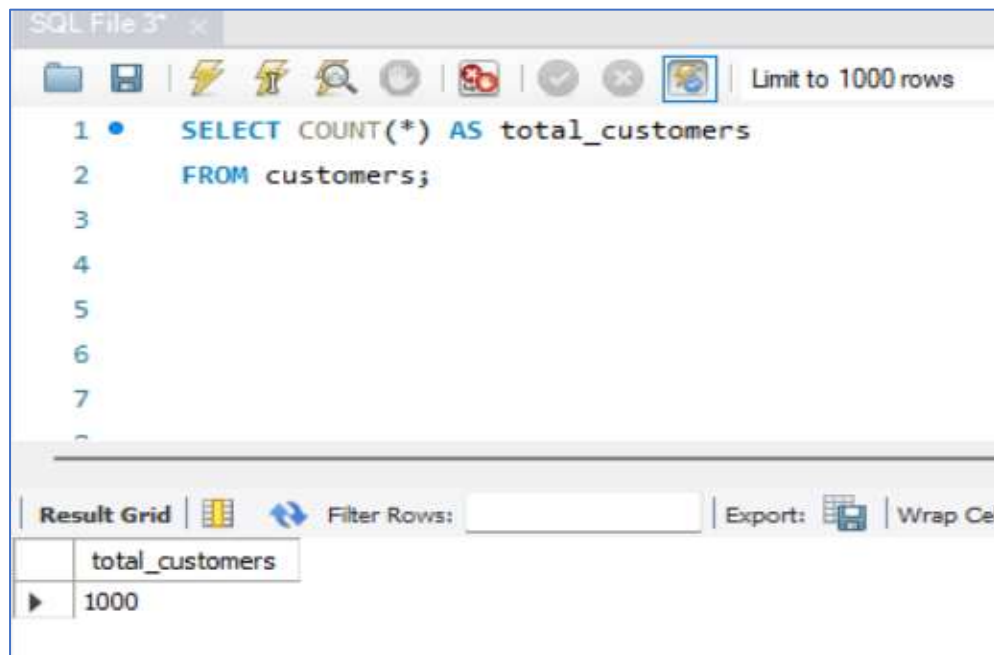 SQL File 3*
Limit to 1000 rows
1 SELECT COUNT(*) AS total_customers
2 FROM customers;
3
4
5
6
7
Result Grid Filter Rows: Export: Wrap Ce
total_customers
1000